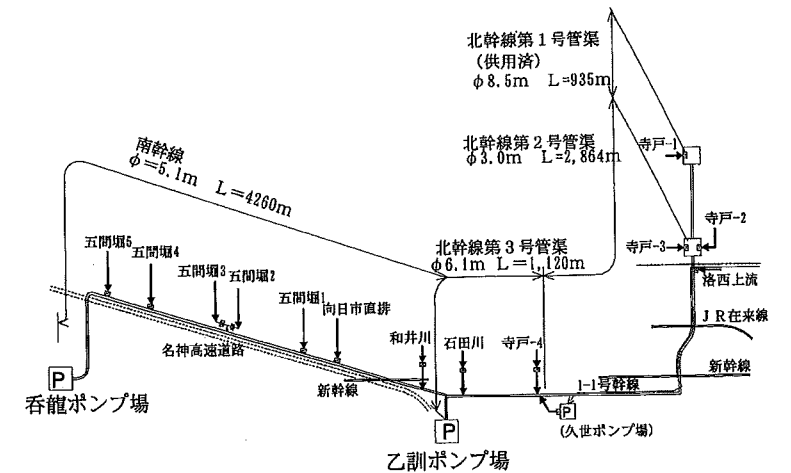 北幹線第1号管渠
(供用済)
φ8.5m L=935m
南幹線
φ=5.1m L=4260m
北幹線第2号管渠
φ3.0m L=2,864m
寺戸-1
寺戸-2
寺戸-3
北幹線第3号管渠
φ6.1m L=1,120m
洛西上流
五間堀5
五間堀4
五間堀3
五間堀2
五間堀1
向日市直排
和井川
石田川
寺戸-4
JR在来線
名神高速道路
新幹線
新幹線
1-1号幹線
P
呑龍ポンプ場
P
(久世ポンプ場)
P
乙訓ポンプ場